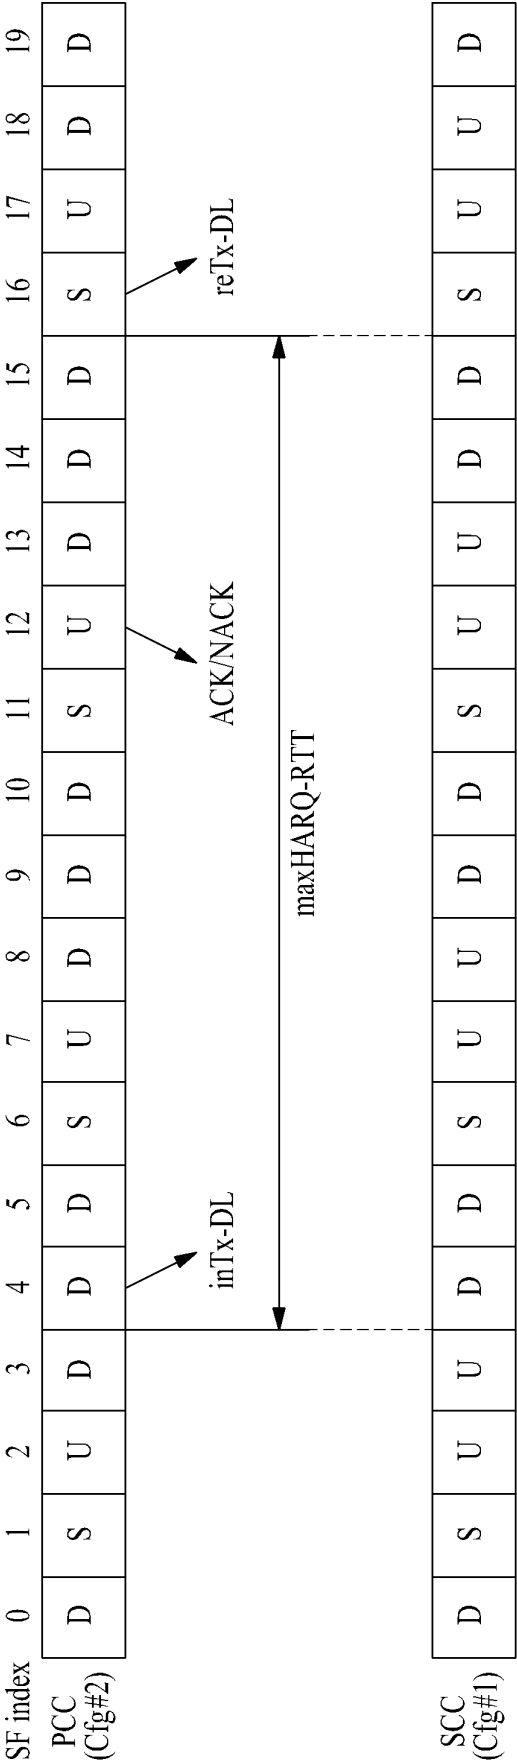 SF index 0 1 2 3 4 5 6 7 8 9 10 11 12 13 14 15 16 17 18 19
PCC
(Cfg#2)
D S U D D D S U D D D S U D D D S U D D
inTx-DL
ACK/NACK
reTx-DL
maxHARQ-RTT
SCC
(Cfg#1)
D S U U D D S U U D D S U U D D S U U D